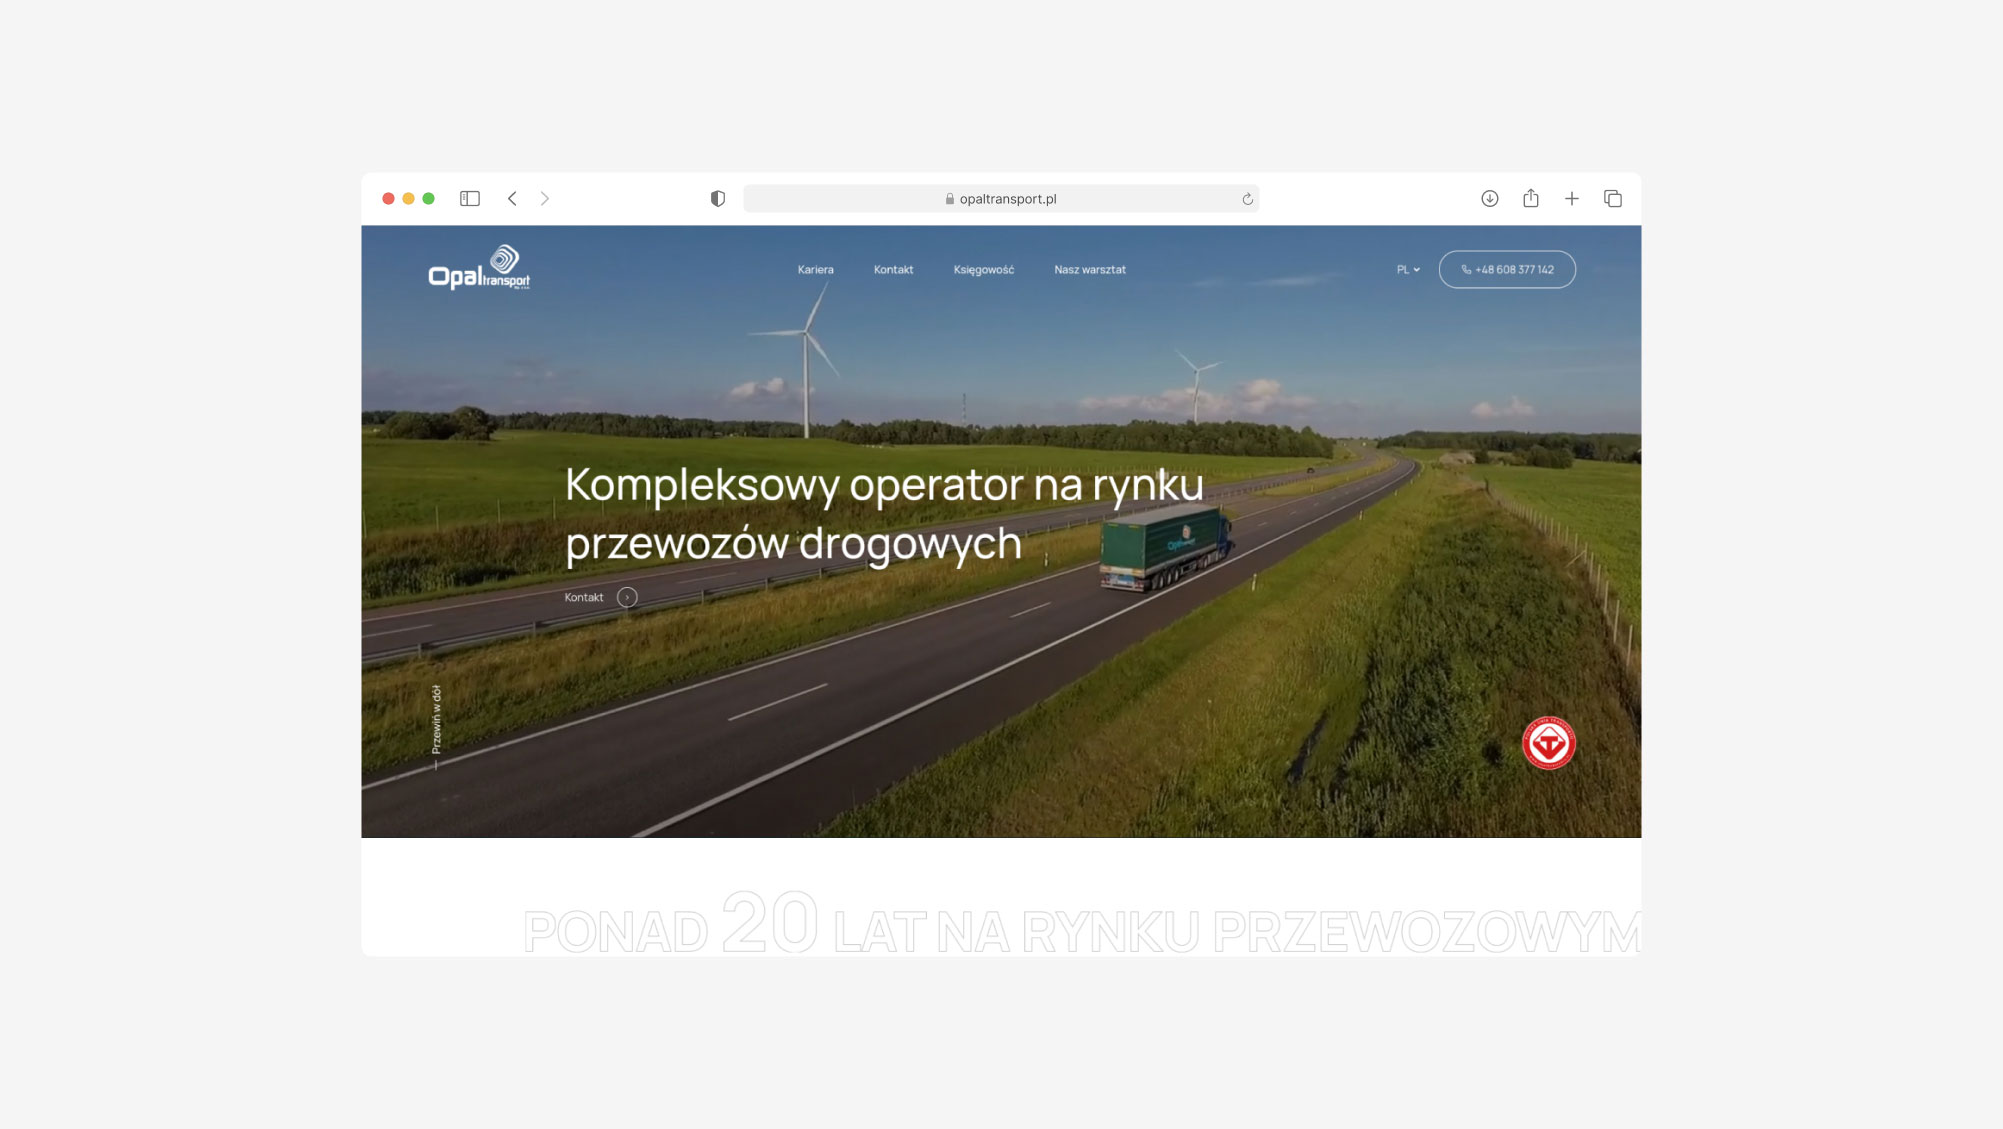 opaltransport.pl
Opal transport
Kariera
Kontakt
Księgowość
Nasz warsztat
PL
+48 608 377 142
Kompleksowy operator na rynku
przewozów drogowych
Kontakt
Przewiń w dół
PONAD 20 LAT NA RYNKU PRZEWOZOWYM